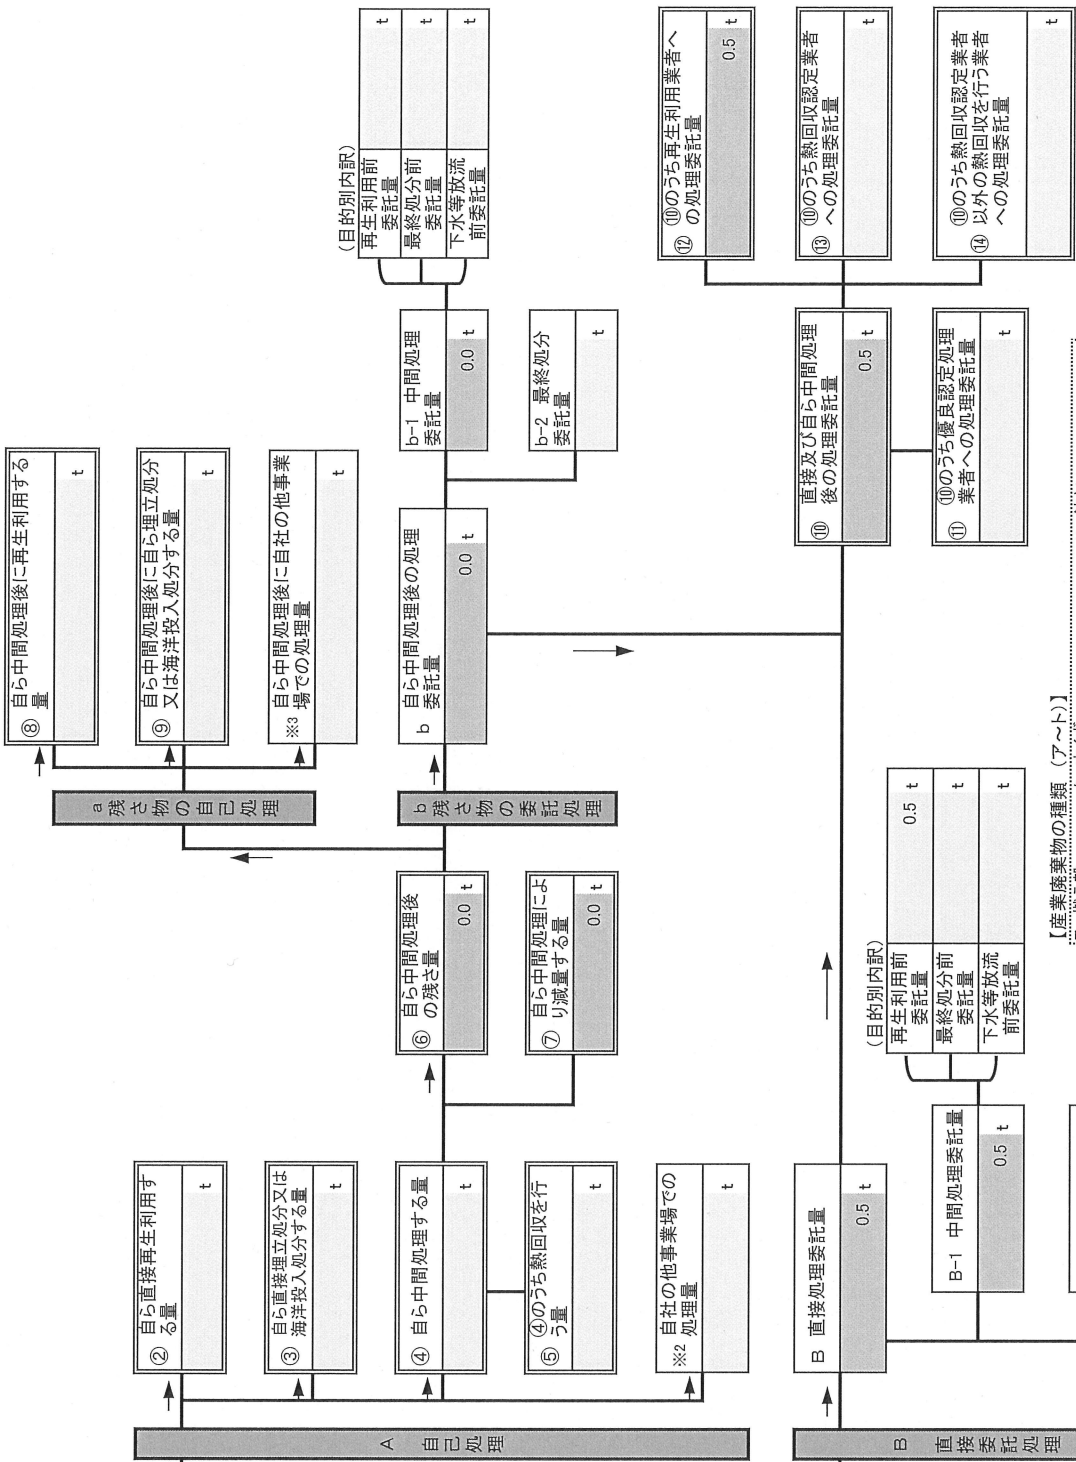 A 自己処理
② 自ら直接再生利用す
る量
t
③ 自ら直接埋立処分又は
海洋投入処分する量
t
④ 自ら中間処理する量
t
⑤ ④のうち熱回収を行
う量
t
※2 自社の他事業場での
処理量
t
⑥ 自ら中間処理後
の残さ量
0.0 t
⑦ 自ら中間処理によ
り減量する量
0.0 t
a 残さ物の自己処理
⑧ 自ら中間処理後に再生利用する
量
t
⑨ 自ら中間処理後に自ら埋立処分
又は海洋投入処分する量
t
※3 自ら中間処理後に自社の他事業
場での処理量
t
b 残さ物の委託処理
b 自ら中間処理後の処理
委託量
0.0 t
b-1 中間処理
委託量
0.0 t
b-2 最終処分
委託量
t
(目的別内訳)
再生利用前
委託量
t
最終処分前
委託量
t
下水等放流
前委託量
t
B 直接委託処理
B 直接処理委託量
0.5 t
B-1 中間処理委託量
0.5 t
(目的別内訳)
再生利用前
委託量
0.5 t
最終処分前
委託量
t
下水等放流
前委託量
t
⑩ 直接及び自ら中間処理
後の処理委託量
0.5 t
⑪ ⑩のうち優良認定処理
業者への処理委託量
t
⑫ ⑩のうち再生利用業者へ
の処理委託量
0.5 t
⑬ ⑩のうち熱回収認定業者
への処理委託量
t
⑭ ⑩のうち熱回収認定業者
以外の熱回収を行う業者
への処理委託量
t
【産業廃棄物の種類 (ア～ト)】